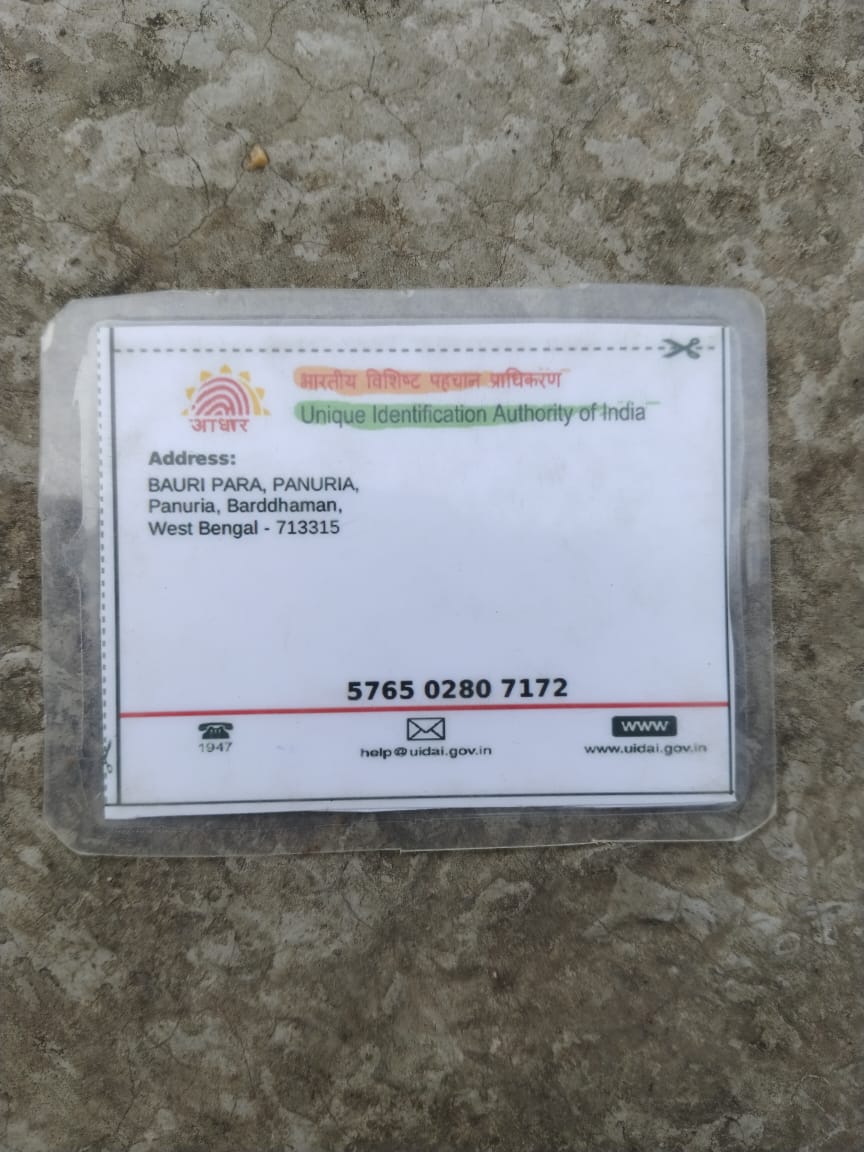 भारतीय विशिष्ट पहचान प्राधिकरण
आधार
Unique Identification Authority of India
Address:
BAURI PARA, PANURIA,
Panuria, Barddhaman,
West Bengal - 713315
5765 0280 7172
1947
help@uidai.gov.in
www
www.uidai.gov.in